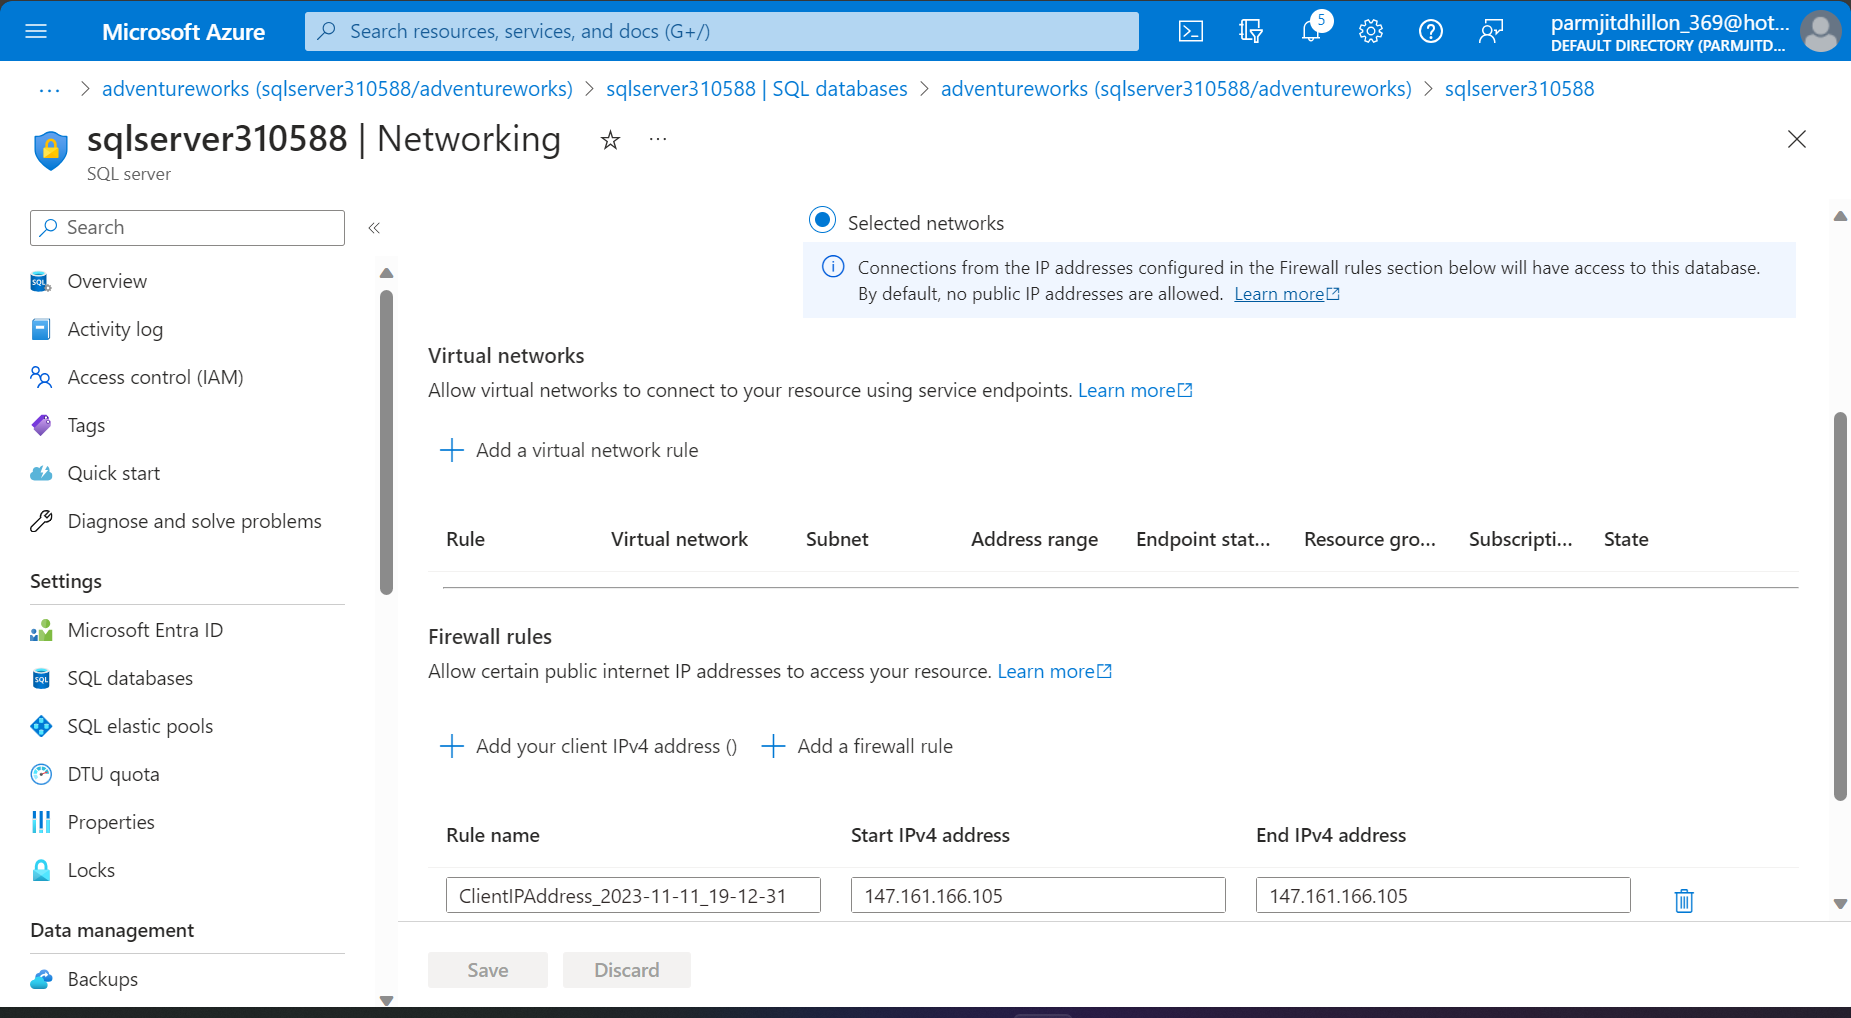 Microsoft Azure
Search resources, services, and docs (G+/)
5
parmjitdhillon_369@hot...
DEFAULT DIRECTORY (PARMJITD...
... > adventureworks (sqlserver310588/adventureworks) > sqlserver310588 | SQL databases > adventureworks (sqlserver310588/adventureworks) > sqlserver310588
sqlserver310588 | Networking
SQL server
Search
«
Overview
Activity log
Access control (IAM)
Tags
Quick start
Diagnose and solve problems
Settings
Microsoft Entra ID
SQL databases
SQL elastic pools
DTU quota
Properties
Locks
Data management
Backups
Selected networks
Connections from the IP addresses configured in the Firewall rules section below will have access to this database.
By default, no public IP addresses are allowed. Learn more
Virtual networks
Allow virtual networks to connect to your resource using service endpoints. Learn more
Add a virtual network rule
Rule Virtual network Subnet Address range Endpoint stat... Resource gro... Subscripti... State
Firewall rules
Allow certain public internet IP addresses to access your resource. Learn more
Add your client IPv4 address () Add a firewall rule
Rule name Start IPv4 address End IPv4 address
ClientIPAddress_2023-11-11_19-12-31 147.161.166.105 147.161.166.105
Save Discard